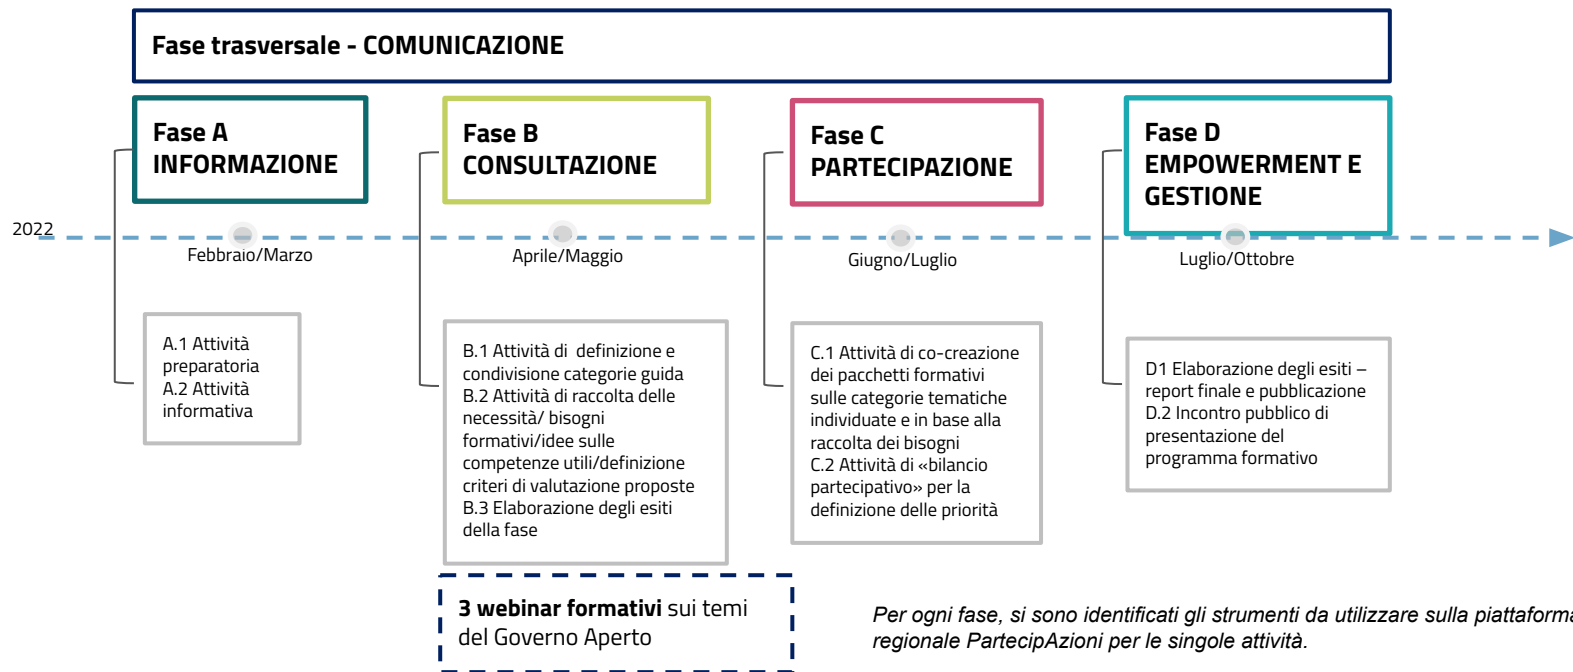 Fase trasversale - COMUNICAZIONE
Fase A
INFORMAZIONE
Fase B
CONSULTAZIONE
Fase C
PARTECIPAZIONE
Fase D
EMPOWERMENT E
GESTIONE
2022
Febbraio/Marzo
Aprile/Maggio
Giugno/Luglio
Luglio/Ottobre
A.1 Attività
preparatoria
A.2 Attività
informativa
B.1 Attività di definizione e
condivisione categorie guida
B.2 Attività di raccolta delle
necessità/ bisogni
formativi/idee sulle
competenze utili/definizione
criteri di valutazione proposte
B.3 Elaborazione degli esiti
della fase
C.1 Attività di co-creazione
dei pacchetti formativi
sulle categorie tematiche
individuate e in base alla
raccolta dei bisogni
C.2 Attività di «bilancio
partecipativo» per la
definizione delle priorità
D1 Elaborazione degli esiti –
report finale e pubblicazione
D.2 Incontro pubblico di
presentazione del
programma formativo
3 webinar formativi sui temi
del Governo Aperto
Per ogni fase, si sono identificati gli strumenti da utilizzare sulla piattaforma
regionale PartecipAzioni per le singole attività.